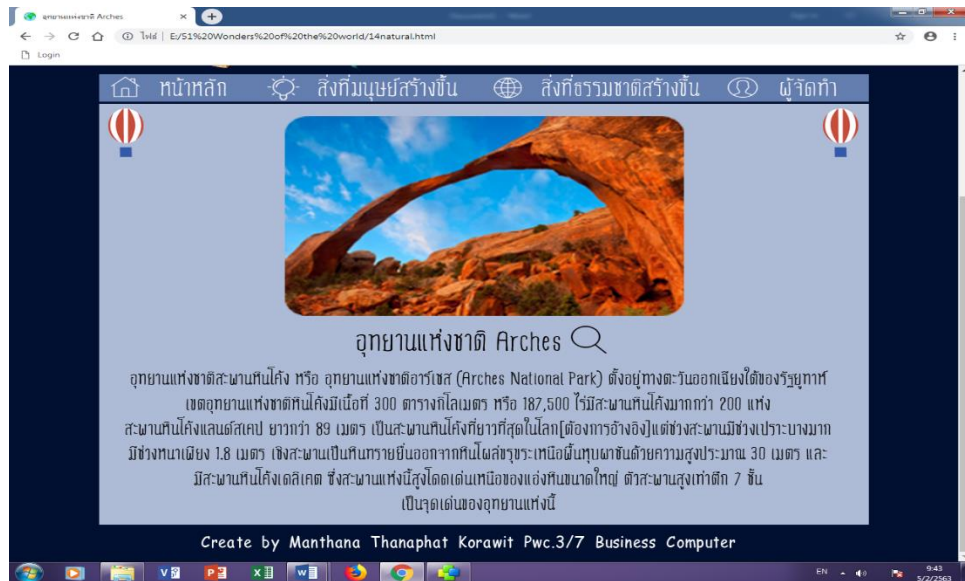 อุทยานแห่งชาติ Arches
ไฟล์ | E:/51%20Wonders%20of%20the%20world/14natural.html
Login
หน้าหลัก สิ่งที่มนุษย์สร้างขึ้น สิ่งที่ธรรมชาติสร้างขึ้น ผู้จัดทำ
อุทยานแห่งชาติ Arches
อุทยานแห่งชาติสะพานหินโค้ง หรือ อุทยานแห่งชาติอาร์เชส (Arches National Park) ตั้งอยู่ทางตะวันออกเฉียงใต้ของรัฐยูทาห์
เขตอุทยานแห่งชาติหินโค้งมีเนื้อที่ 300 ตารางกิโลเมตร หรือ 187,500 ไร่มีสะพานหินโค้งมากกว่า 200 แห่ง
สะพานหินโค้งแลนด์สเคป ยาวกว่า 89 เมตร เป็นสะพานหินโค้งที่ยาวที่สุดในโลก[ต้องการอ้างอิง]แต่ช่วงสะพานมีช่วงเปราะบางมาก
มีช่วงหนาเพียง 1.8 เมตร เชิงสะพานเป็นหินทรายยื่นออกจากหินโผล่ขรุขระเหนือพื้นหุบผาชันด้วยความสูงประมาณ 30 เมตร และ
มีสะพานหินโค้งเดลิเคต ซึ่งสะพานแห่งนี้สูงโดดเด่นเหนือของแอ่งหินขนาดใหญ่ ตัวสะพานสูงเท่าตึก 7 ชั้น
เป็นจุดเด่นของอุทยานแห่งนี้
Create by Manthana Thanaphat Korawit Pwc.3/7 Business Computer
EN
9:43
5/2/2563